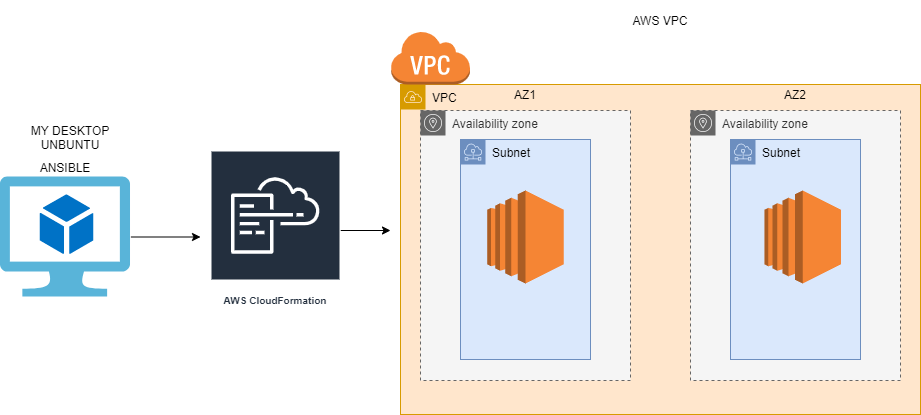 AWS VPC
VPC
VPC
AZ1
AZ2
Availability zone
Availability zone
Subnet
Subnet
MY DESKTOP
UNBUNTU
ANSIBLE
AWS CloudFormation